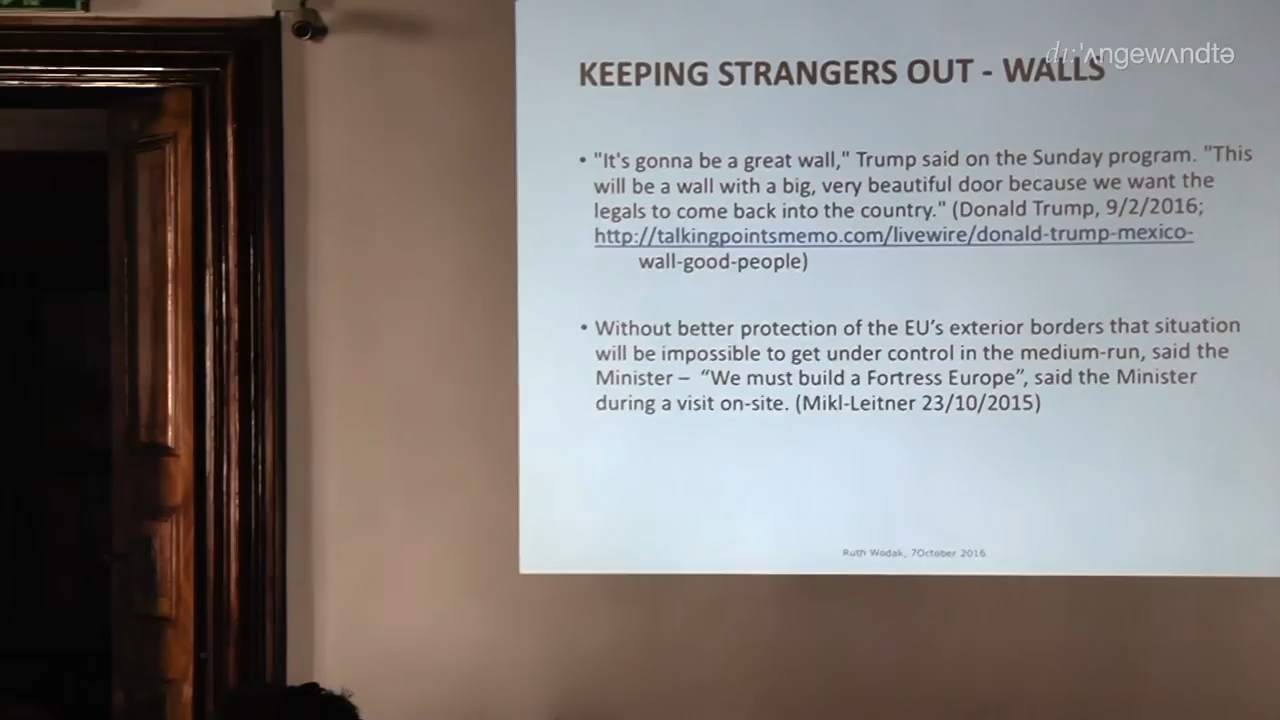 di:'ʌngewʌndtə
KEEPING STRANGERS OUT - WALLS
• "It's gonna be a great wall," Trump said on the Sunday program. "This
will be a wall with a big, very beautiful door because we want the
legals to come back into the country." (Donald Trump, 9/2/2016;
http://talkingpointsmemo.com/livewire/donald-trump-mexico-
wall-good-people)
• Without better protection of the EU’s exterior borders that situation
will be impossible to get under control in the medium-run, said the
Minister – “We must build a Fortress Europe”, said the Minister
during a visit on-site. (Mikl-Leitner 23/10/2015)
Ruth Wodak, 7October 2016